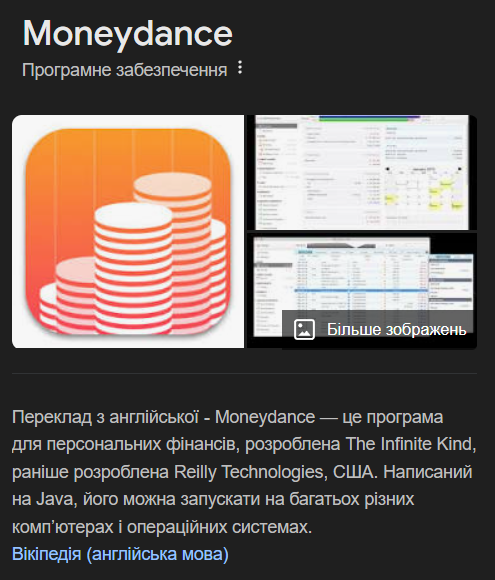 Moneydance
Програмне забезпечення
Більше зображень
Переклад з англійської - Moneydance — це програма
для персональних фінансів, розроблена The Infinite Kind,
раніше розроблена Reilly Technologies, США. Написаний
на Java, його можна запускати на багатьох різних
комп’ютерах і операційних системах.
Вікіпедія (англійська мова)